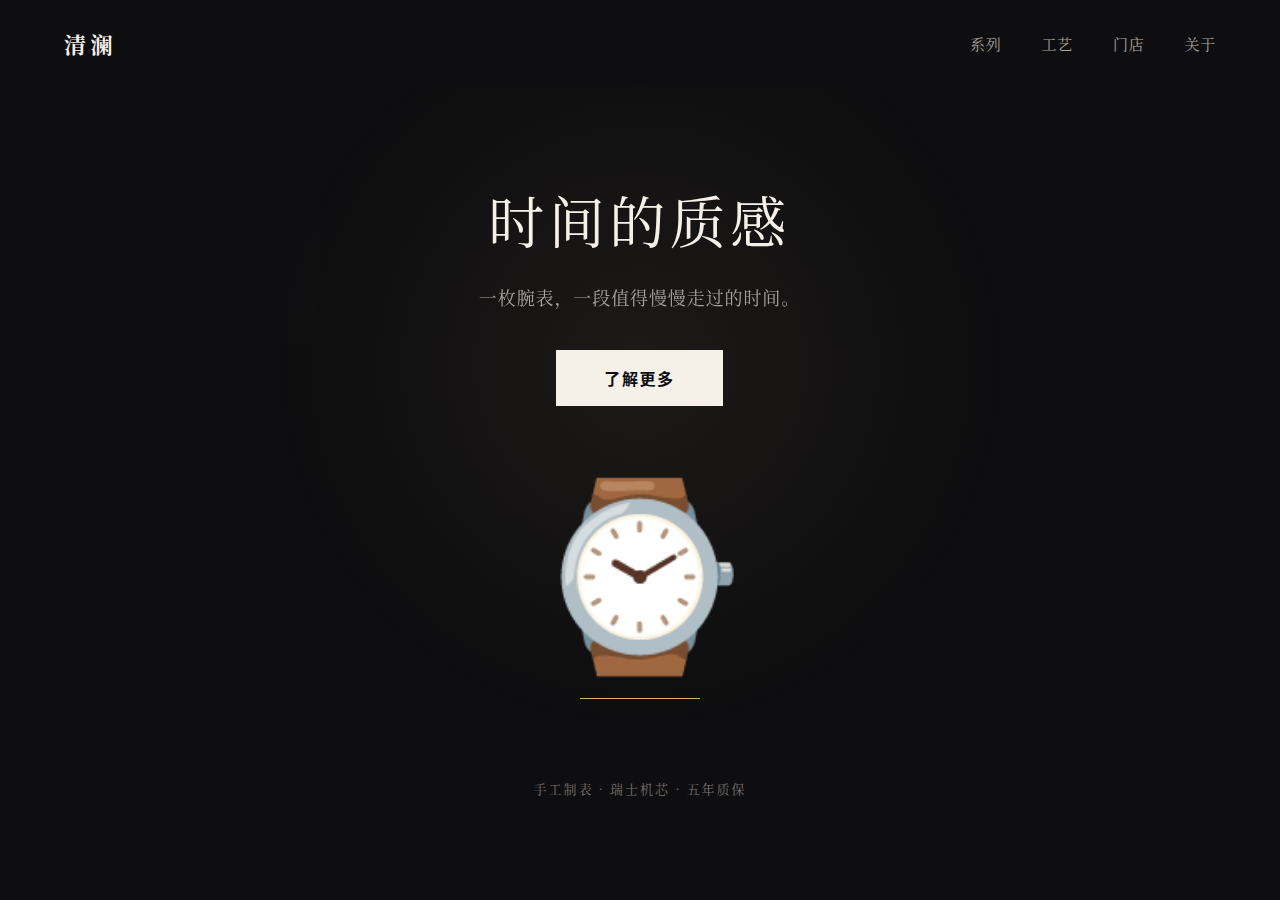 清澜
系列 工艺 门店 关于
时间的质感
一枚腕表，一段值得慢慢走过的时间。
了解更多
手工制表 · 瑞士机芯 · 五年质保